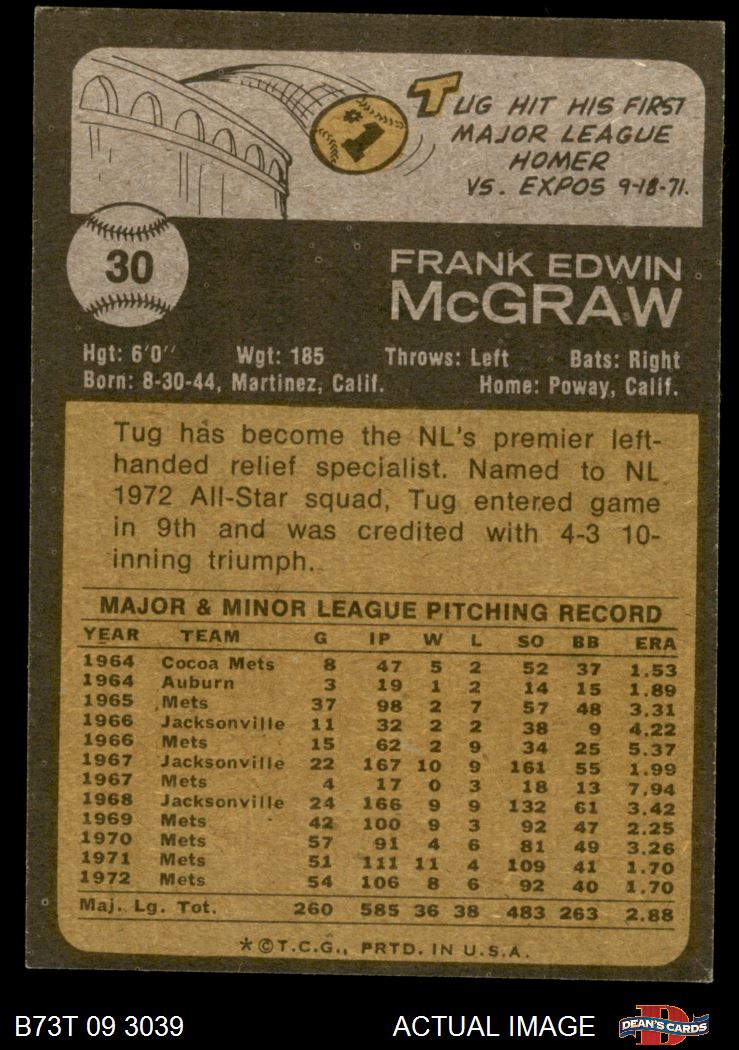 #1
TUG HIT HIS FIRST
MAJOR LEAGUE
HOMER
VS. EXPOS 9-18-71.
30
FRANK EDWIN
McGRAW
Hgt: 6'0" Wgt: 185 Throws: Left Bats: Right
Born: 8-30-44, Martinez, Calif. Home: Poway, Calif.
Tug has become the NL's premier left-
handed relief specialist. Named to NL
1972 All-Star squad, Tug entered game
in 9th and was credited with 4-3 10-
inning triumph.
MAJOR & MINOR LEAGUE PITCHING RECORD
YEAR TEAM G IP W L SO BB ERA
1964 Cocoa Mets 8 47 5 2 52 37 1.53
1964 Auburn 3 19 1 2 14 15 1.89
1965 Mets 37 98 2 7 57 48 3.31
1966 Jacksonville 11 32 2 2 38 9 4.22
1966 Mets 15 62 2 9 34 25 5.37
1967 Jacksonville 22 167 10 9 161 55 1.99
1967 Mets 4 17 0 3 18 13 7.94
1968 Jacksonville 24 166 9 9 132 61 3.42
1969 Mets 42 100 9 3 92 47 2.25
1970 Mets 57 91 4 6 81 49 3.26
1971 Mets 51 111 11 4 109 41 1.70
1972 Mets 54 106 8 6 92 40 1.70
Maj. Lg. Tot. 260 585 36 38 483 263 2.88
*©T.C.G., PRTD. IN U.S.A.
B73T 09 3039 ACTUAL IMAGE D DEAN'S CARDS